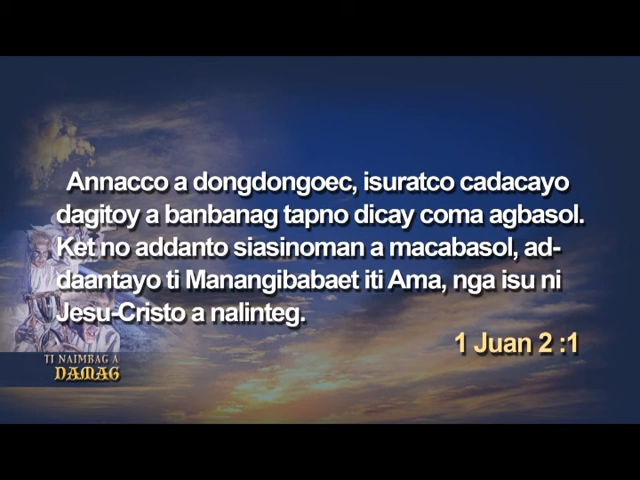 Annacco a dongdongoec, isuratco cadacayo
dagitoy a banbanag tapno dicay coma agbasol.
Ket no addanto siasinoman a macabasol, ad-
daantayo ti Manangibabaet iti Ama, nga isu ni
Jesu-Cristo a nalinteg.
1 Juan 2 :1
TI NAIMBAG A
DAMAG